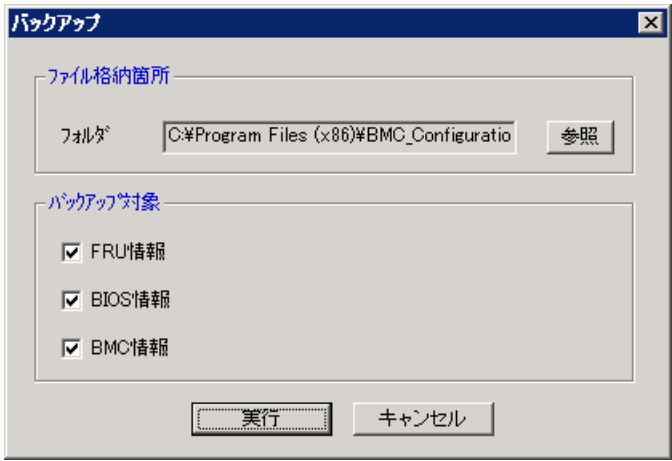 バックアップ
ファイル格納箇所
フォルダ C:¥Program Files (x86)¥BMC_Configuratio 参照
バックアップ対象
FRU情報
BIOS情報
BMC情報
実行 キャンセル